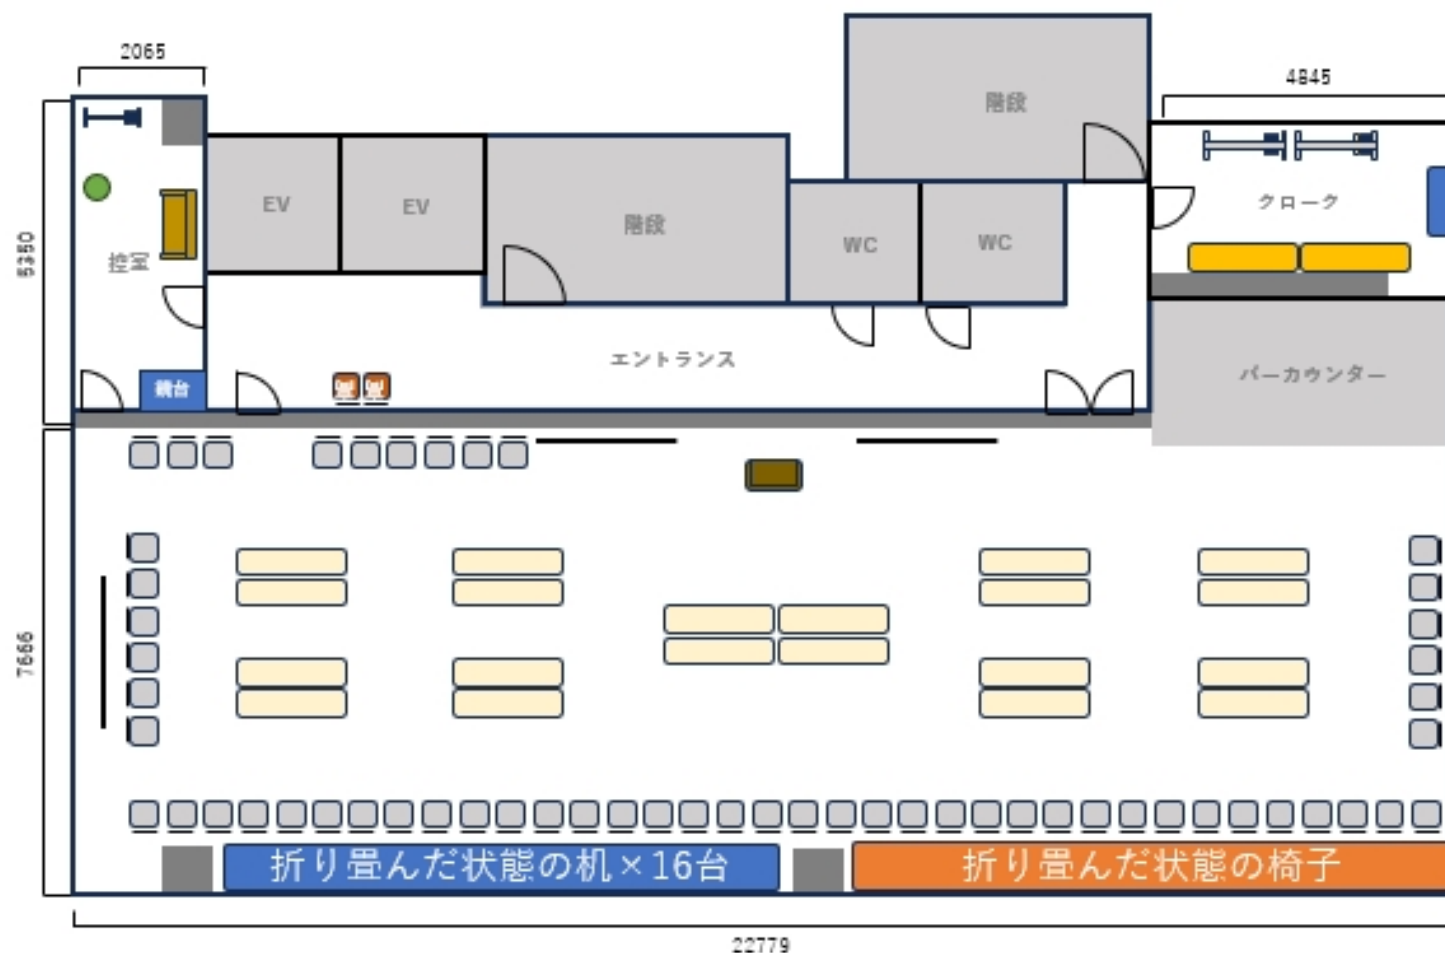 2065
4845
階段
EV
EV
階段
WC
WC
クローク
5350
控室
エントランス
バーカウンター
鏡台
7666
折り畳んだ状態の机×16台
折り畳んだ状態の椅子
22779